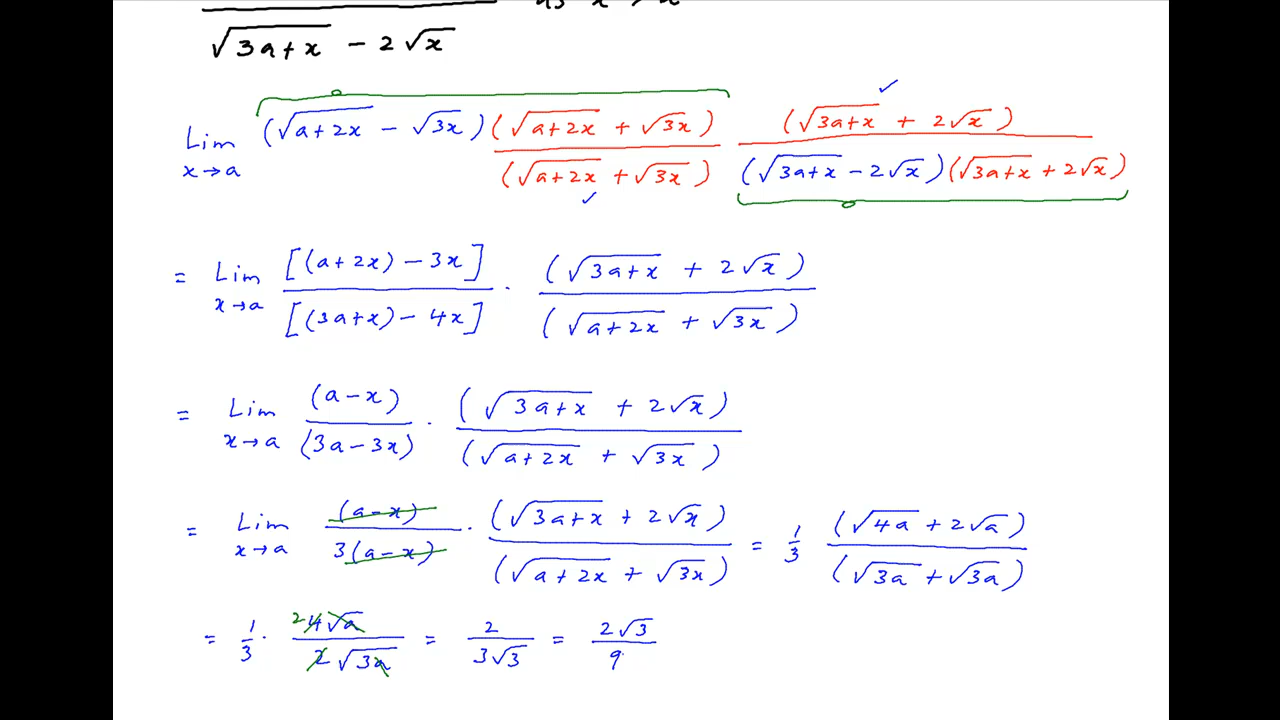 √(3a+x) − 2√x
Lim x→a (√(a+2x) − √(3x)) (√(a+2x) + √(3x)) / (√(a+2x) + √(3x)) (√(3a+x) + 2√x) / (√(3a+x) − 2√x)(√(3a+x) + 2√x)
= Lim x→a [(a+2x) − 3x] / [(3a+x) − 4x] · (√(3a+x) + 2√x) / (√(a+2x) + √(3x))
= Lim x→a (a−x) / (3a−3x) · (√(3a+x) + 2√x) / (√(a+2x) + √(3x))
= Lim x→a (a−x) / 3(a−x) · (√(3a+x) + 2√x) / (√(a+2x) + √(3x)) = 1/3 (√(4a) + 2√a) / (√(3a) + √(3a))
= 1/3 · 2 4√a / 2√(3a) = 2 / 3√3 = 2√3 / 9